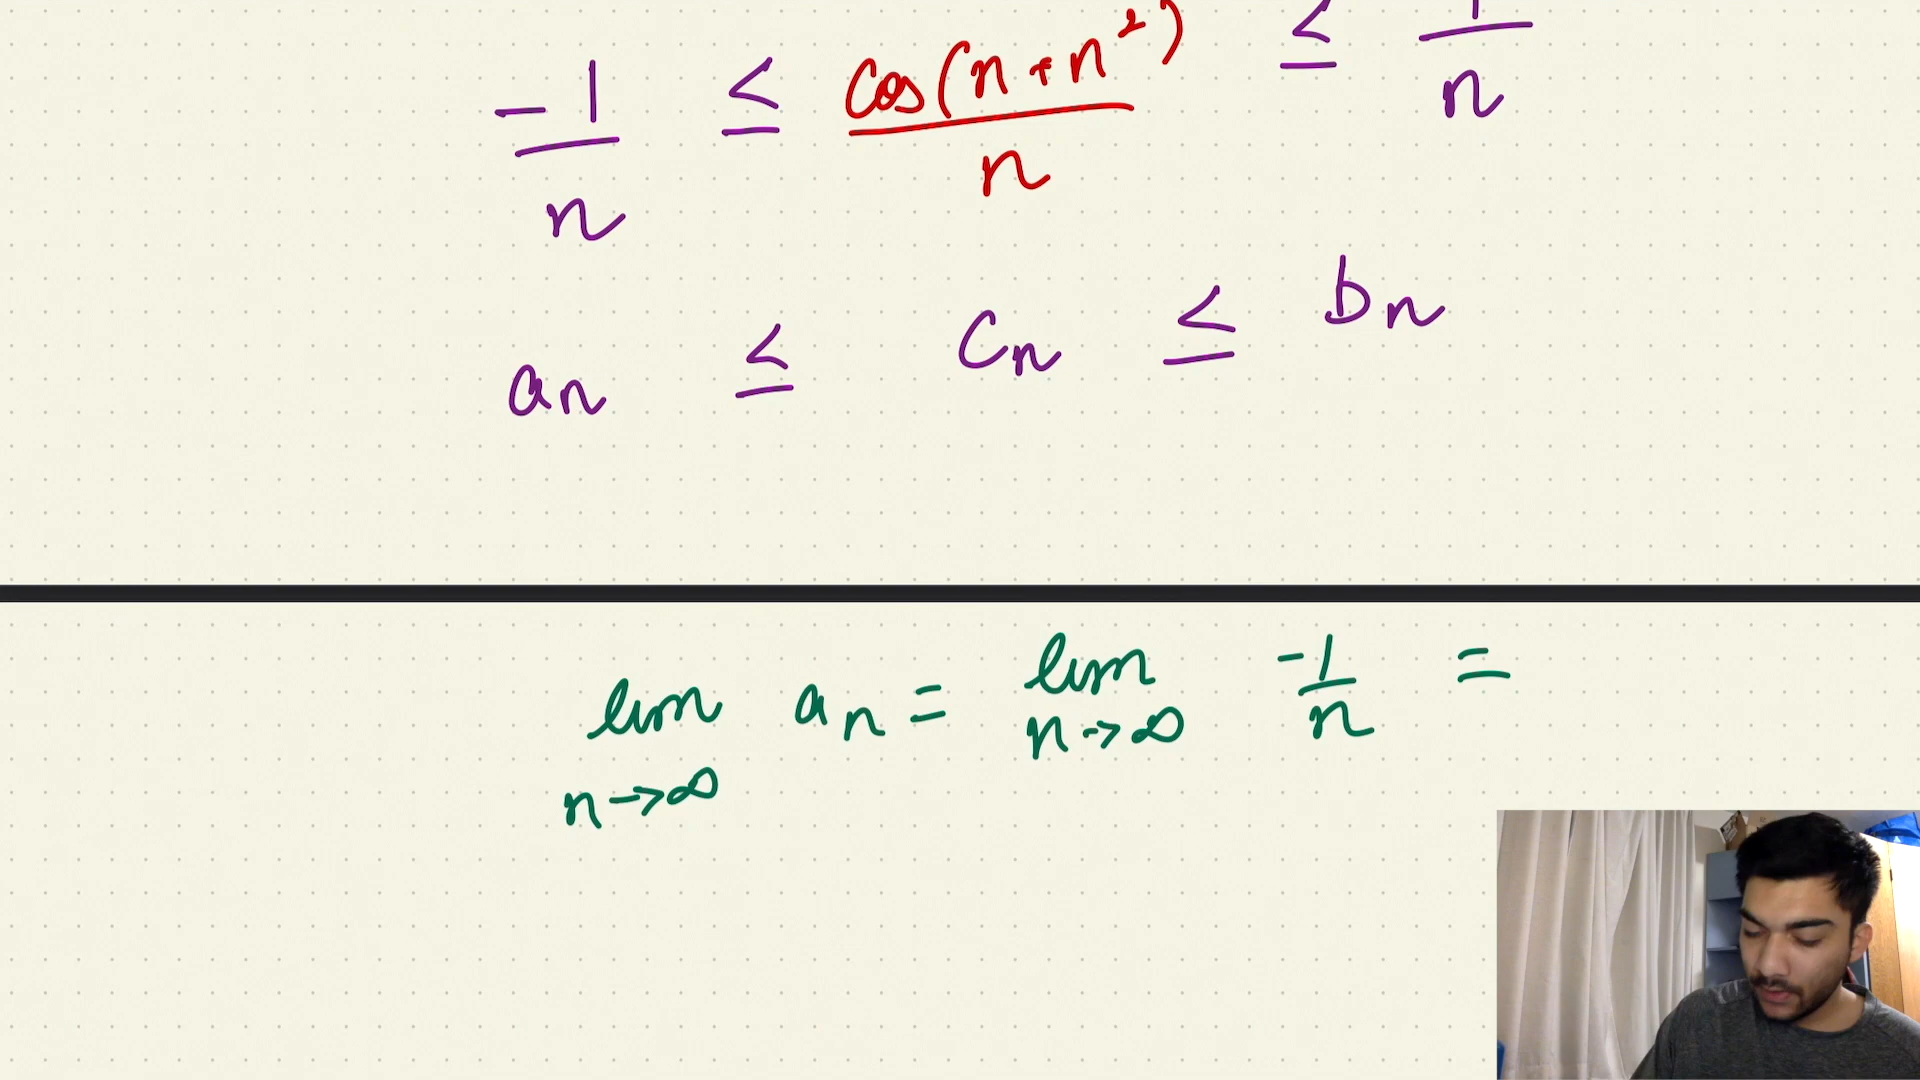 -1/n ≤ cos(n+n²)/n ≤ 1/n
an ≤ cn ≤ bn
lim n→∞ an = lim n→∞ -1/n =